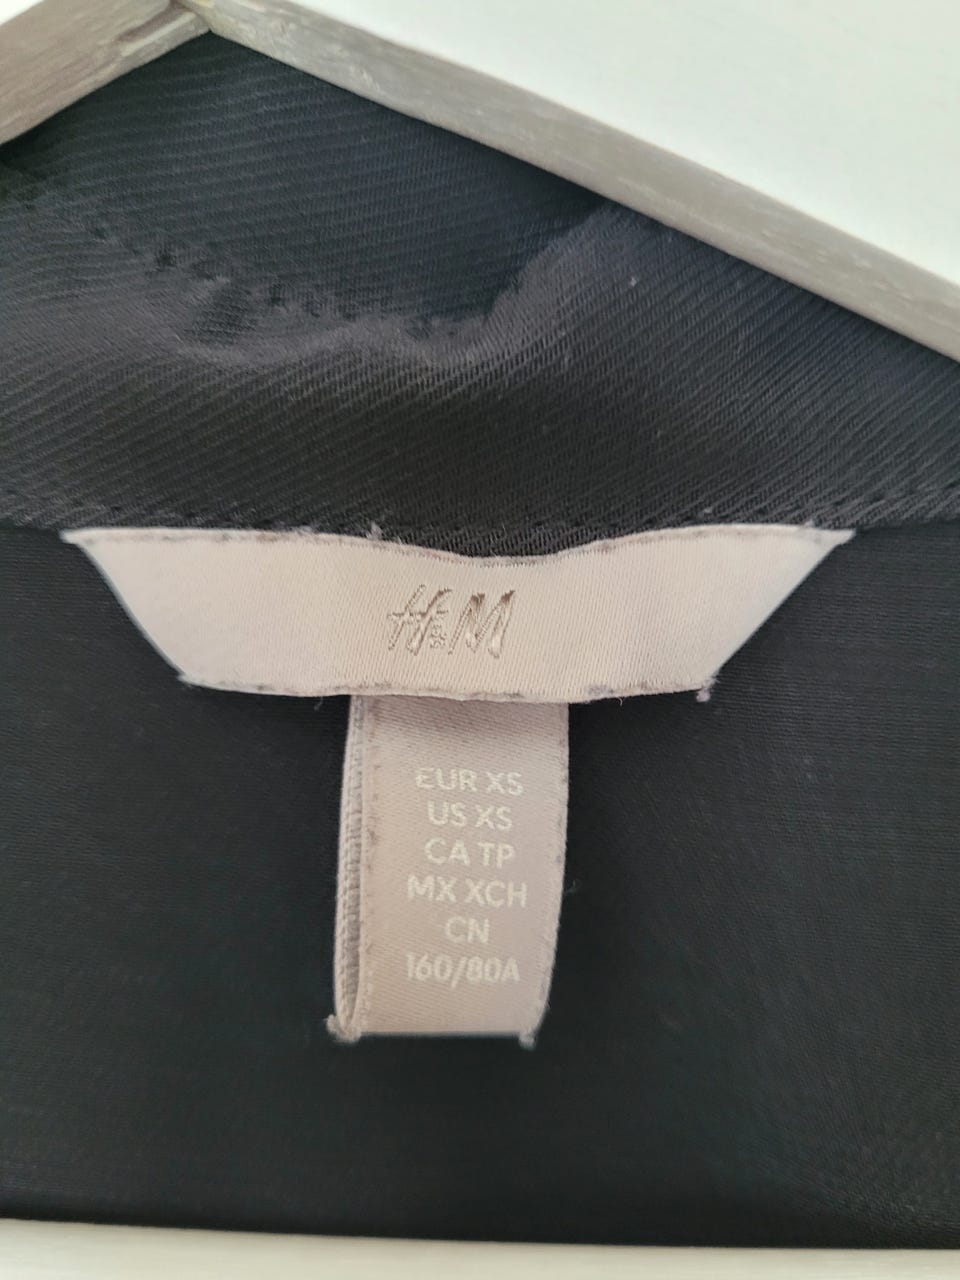 H&M
EUR XS
US XS
CA TP
MX XCH
CN
160/80A